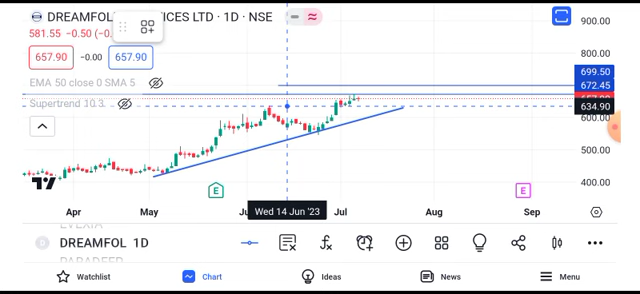 DREAMFOL ICES LTD · 1D · NSE
581.55 −0.50 (−0.
657.90 −0.00 657.90
EMA 50 close 0 SMA 5
Supertrend 10 3
900.00
800.00
699.50
672.45
634.90
600.00
500.00
400.00
E
E
Apr May Wed 14 Jun '23 Jul Aug Sep
DREAMFOL 1D
Watchlist Chart Ideas News Menu